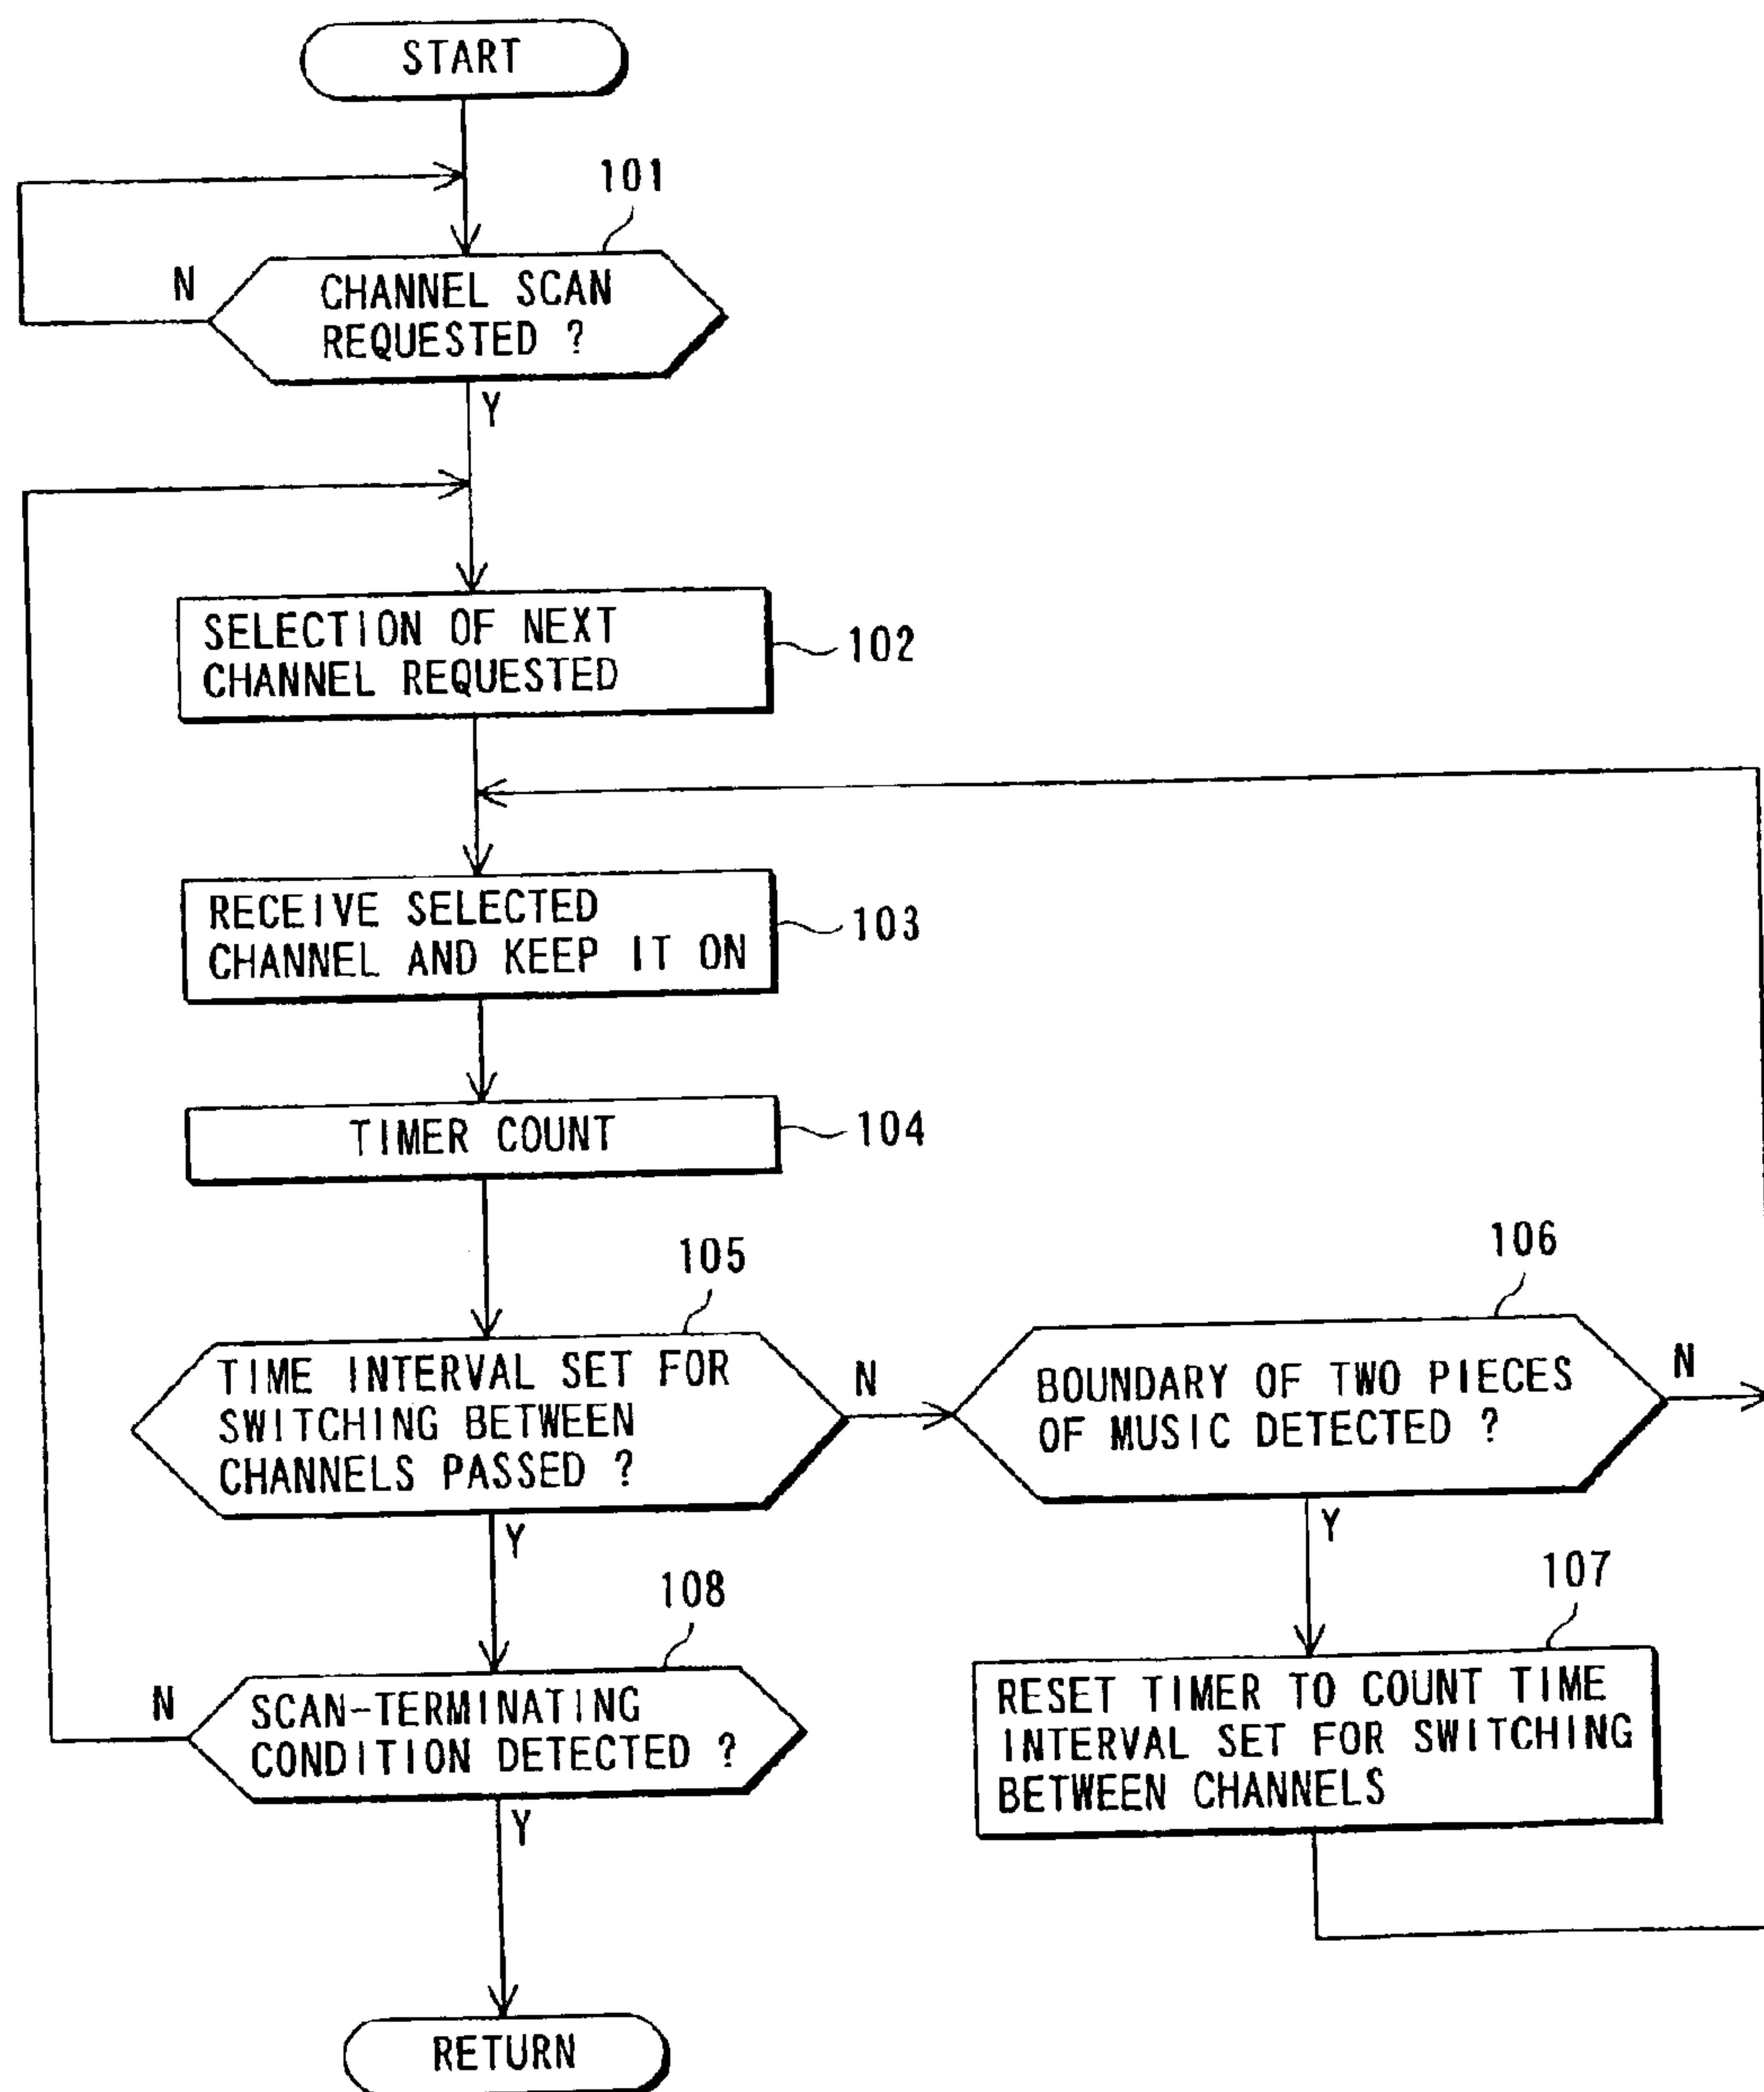 START
101
N
CHANNEL SCAN
REQUESTED ?
Y
SELECTION OF NEXT
CHANNEL REQUESTED
102
RECEIVE SELECTED
CHANNEL AND KEEP IT ON
103
TIMER COUNT
104
105
TIME INTERVAL SET FOR
SWITCHING BETWEEN
CHANNELS PASSED ?
N
Y
106
BOUNDARY OF TWO PIECES
OF MUSIC DETECTED ?
N
Y
107
RESET TIMER TO COUNT TIME
INTERVAL SET FOR SWITCHING
BETWEEN CHANNELS
108
N
SCAN-TERMINATING
CONDITION DETECTED ?
Y
RETURN